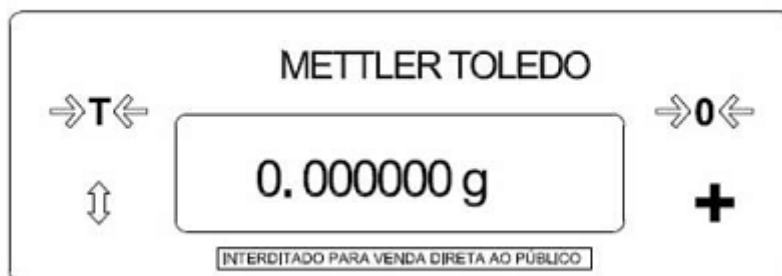 METTLER TOLEDO
→T←
→0←
0.000000 g
INTERDITADO PARA VENDA DIRETA AO PÚBLICO